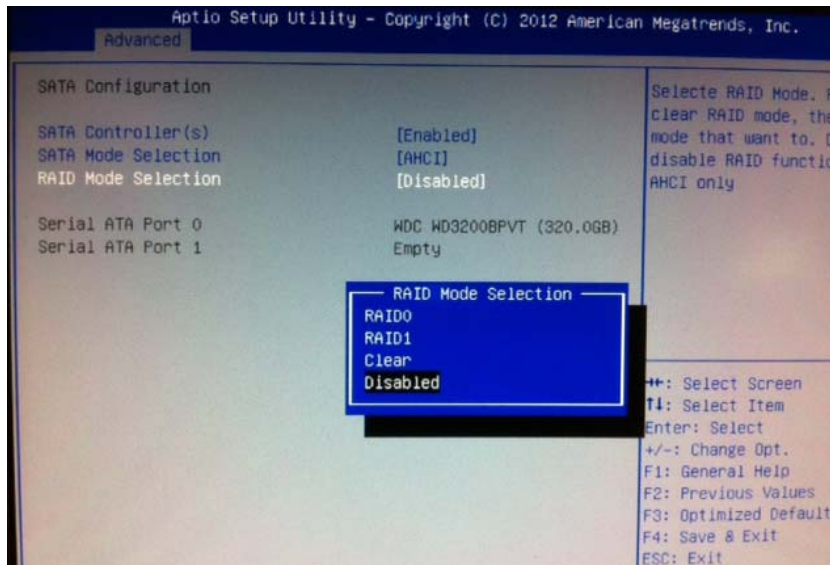 Aptio Setup Utility – Copyright (C) 2012 American Megatrends, Inc.
Advanced
SATA Configuration
SATA Controller(s) [Enabled]
SATA Mode Selection [AHCI]
RAID Mode Selection [Disabled]
Serial ATA Port 0 WDC WD3200BPVT (320.0GB)
Serial ATA Port 1 Empty
Selecte RAID Mode.
clear RAID mode, the
mode that want to.
disable RAID functio
AHCI only
RAID Mode Selection
RAID0
RAID1
Clear
Disabled
→←: Select Screen
↑↓: Select Item
Enter: Select
+/-: Change Opt.
F1: General Help
F2: Previous Values
F3: Optimized Default
F4: Save & Exit
ESC: Exit